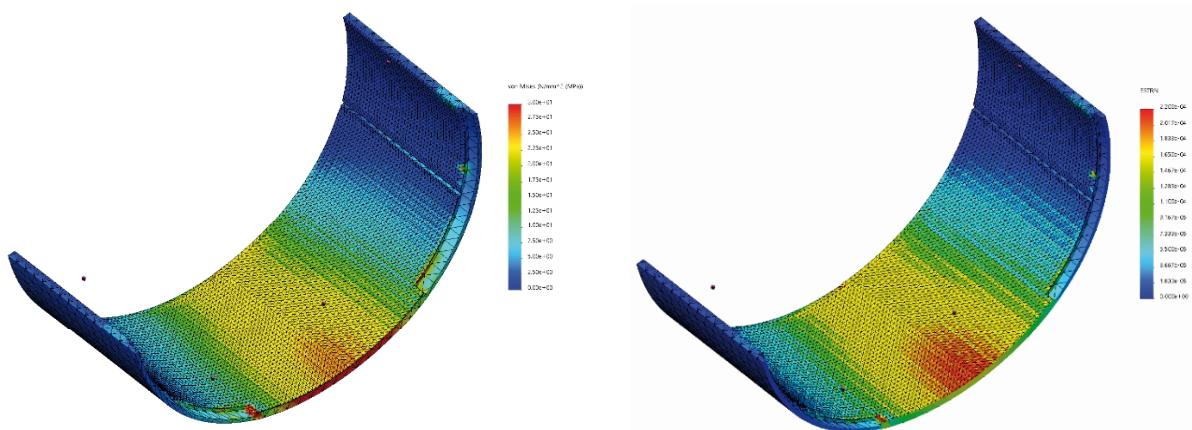 von Mises (N/mm^2 (MPa))
3.00e+01
2.75e+01
2.50e+01
2.25e+01
2.00e+01
1.75e+01
1.50e+01
1.25e+01
1.00e+01
7.50e+00
5.00e+00
2.50e+00
0.00e+00
ESTRN
2.200e-04
2.017e-04
1.833e-04
1.650e-04
1.467e-04
1.283e-04
1.100e-04
9.167e-05
7.333e-05
5.500e-05
3.667e-05
1.833e-05
0.000e+00